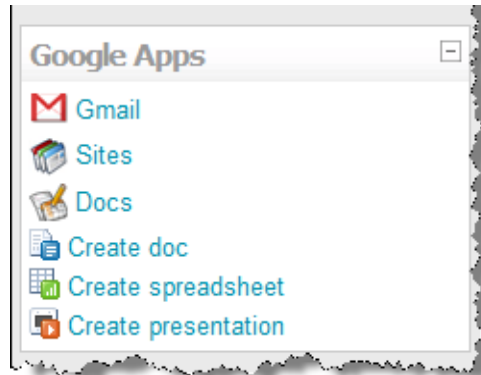 Google Apps
Gmail
Sites
Docs
Create doc
Create spreadsheet
Create presentation